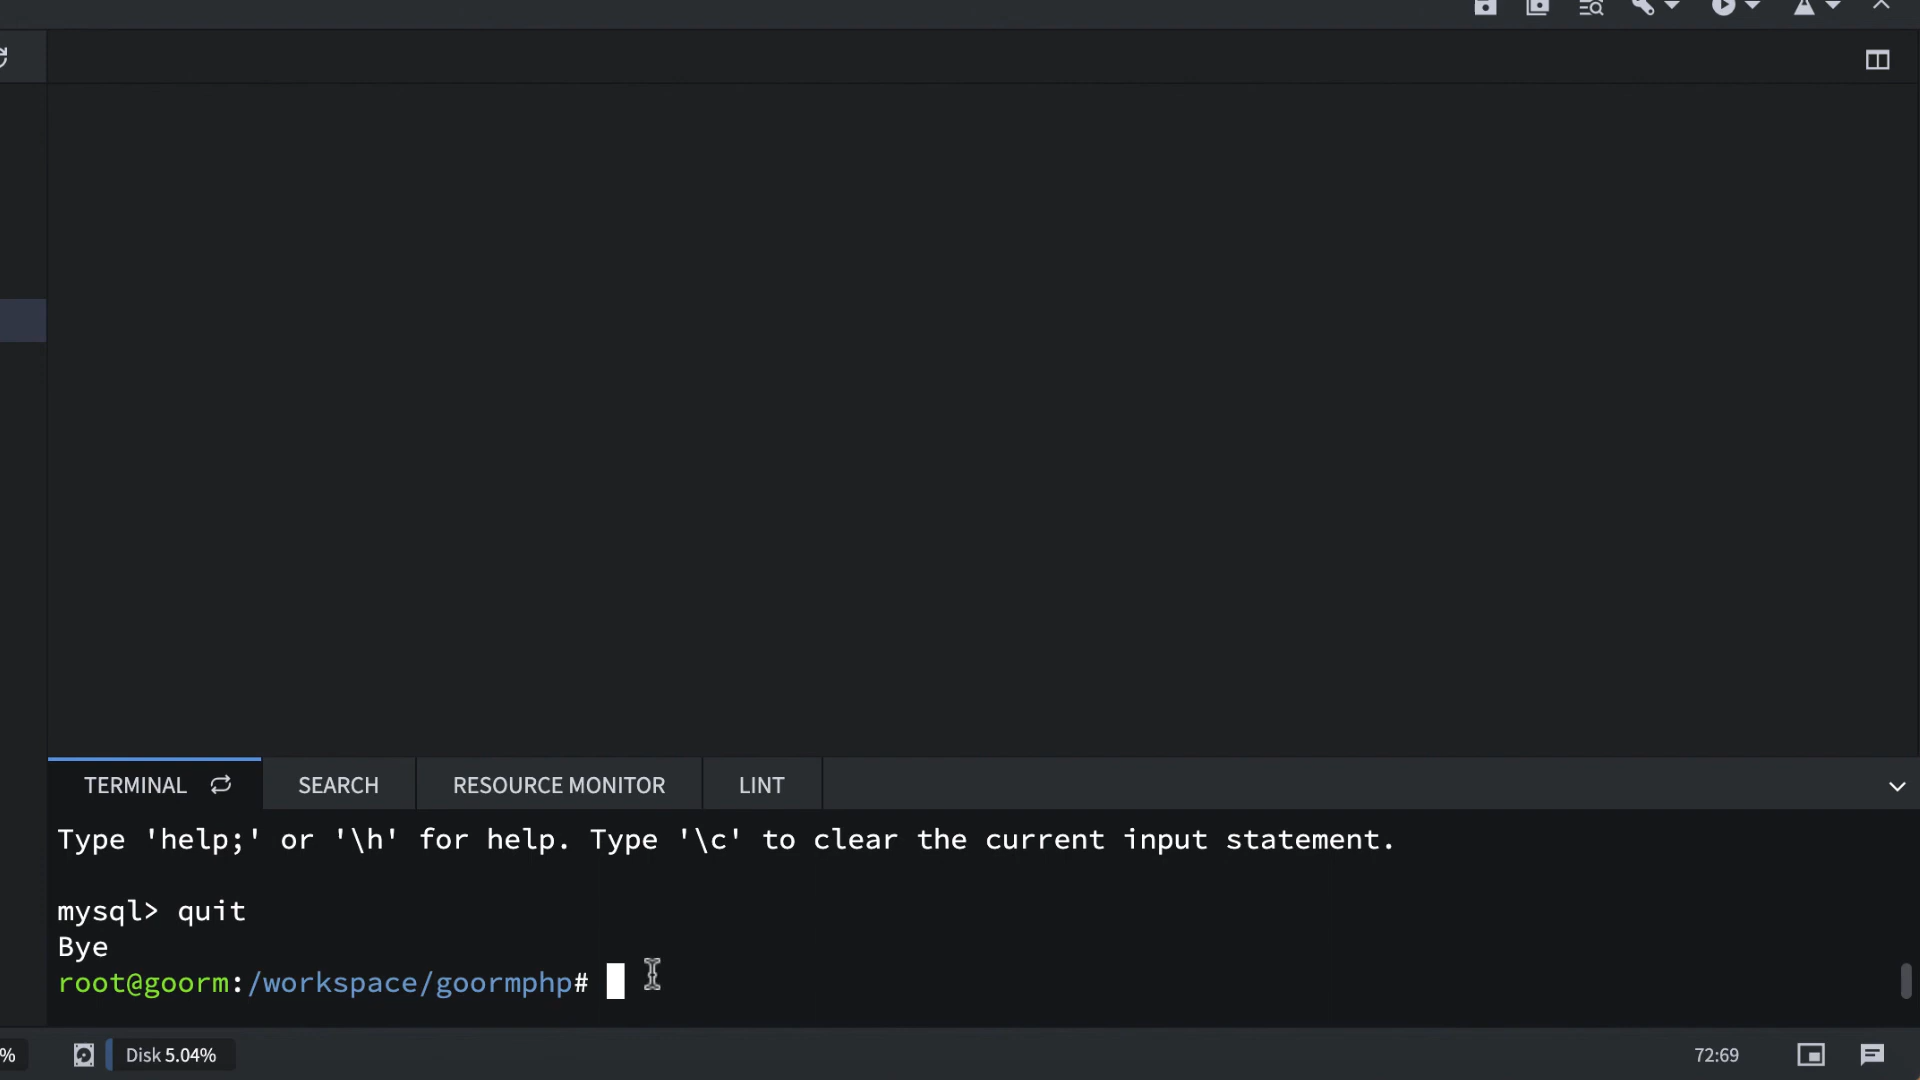 TERMINAL SEARCH RESOURCE MONITOR LINT
Type 'help;' or '\h' for help. Type '\c' to clear the current input statement.
mysql> quit
Bye
root@goorm:/workspace/goormphp#
% Disk 5.04% 72:69